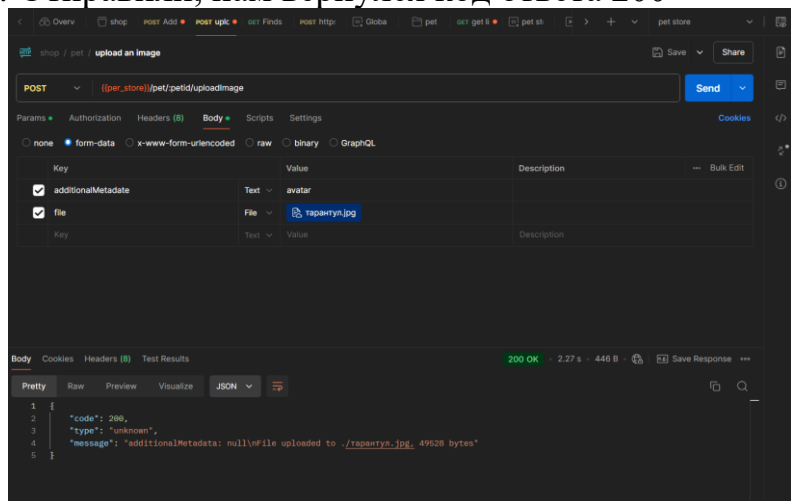 Отправили, нам вернулся код ответа 200
Overv shop POST Add POST uplc GET Finds POST http: Globa pet GET get li pet st pet store
shop / pet / upload an image Save Share
POST {{per_store}}/pet/:petid/uploadImage Send
Params Authorization Headers (8) Body Scripts Settings Cookies
none form-data x-www-form-urlencoded raw binary GraphQL
Key Value Description Bulk Edit
additionalMetadate Text avatar
file File тарантул.jpg
Key Text Value Description
Body Cookies Headers (8) Test Results 200 OK 2.27 s 446 B Save Response
Pretty Raw Preview Visualize JSON
1 {
2 "code": 200,
3 "type": "unknown",
4 "message": "additionalMetadata: null\nFile uploaded to ./тарантул.jpg, 49528 bytes"
5 }